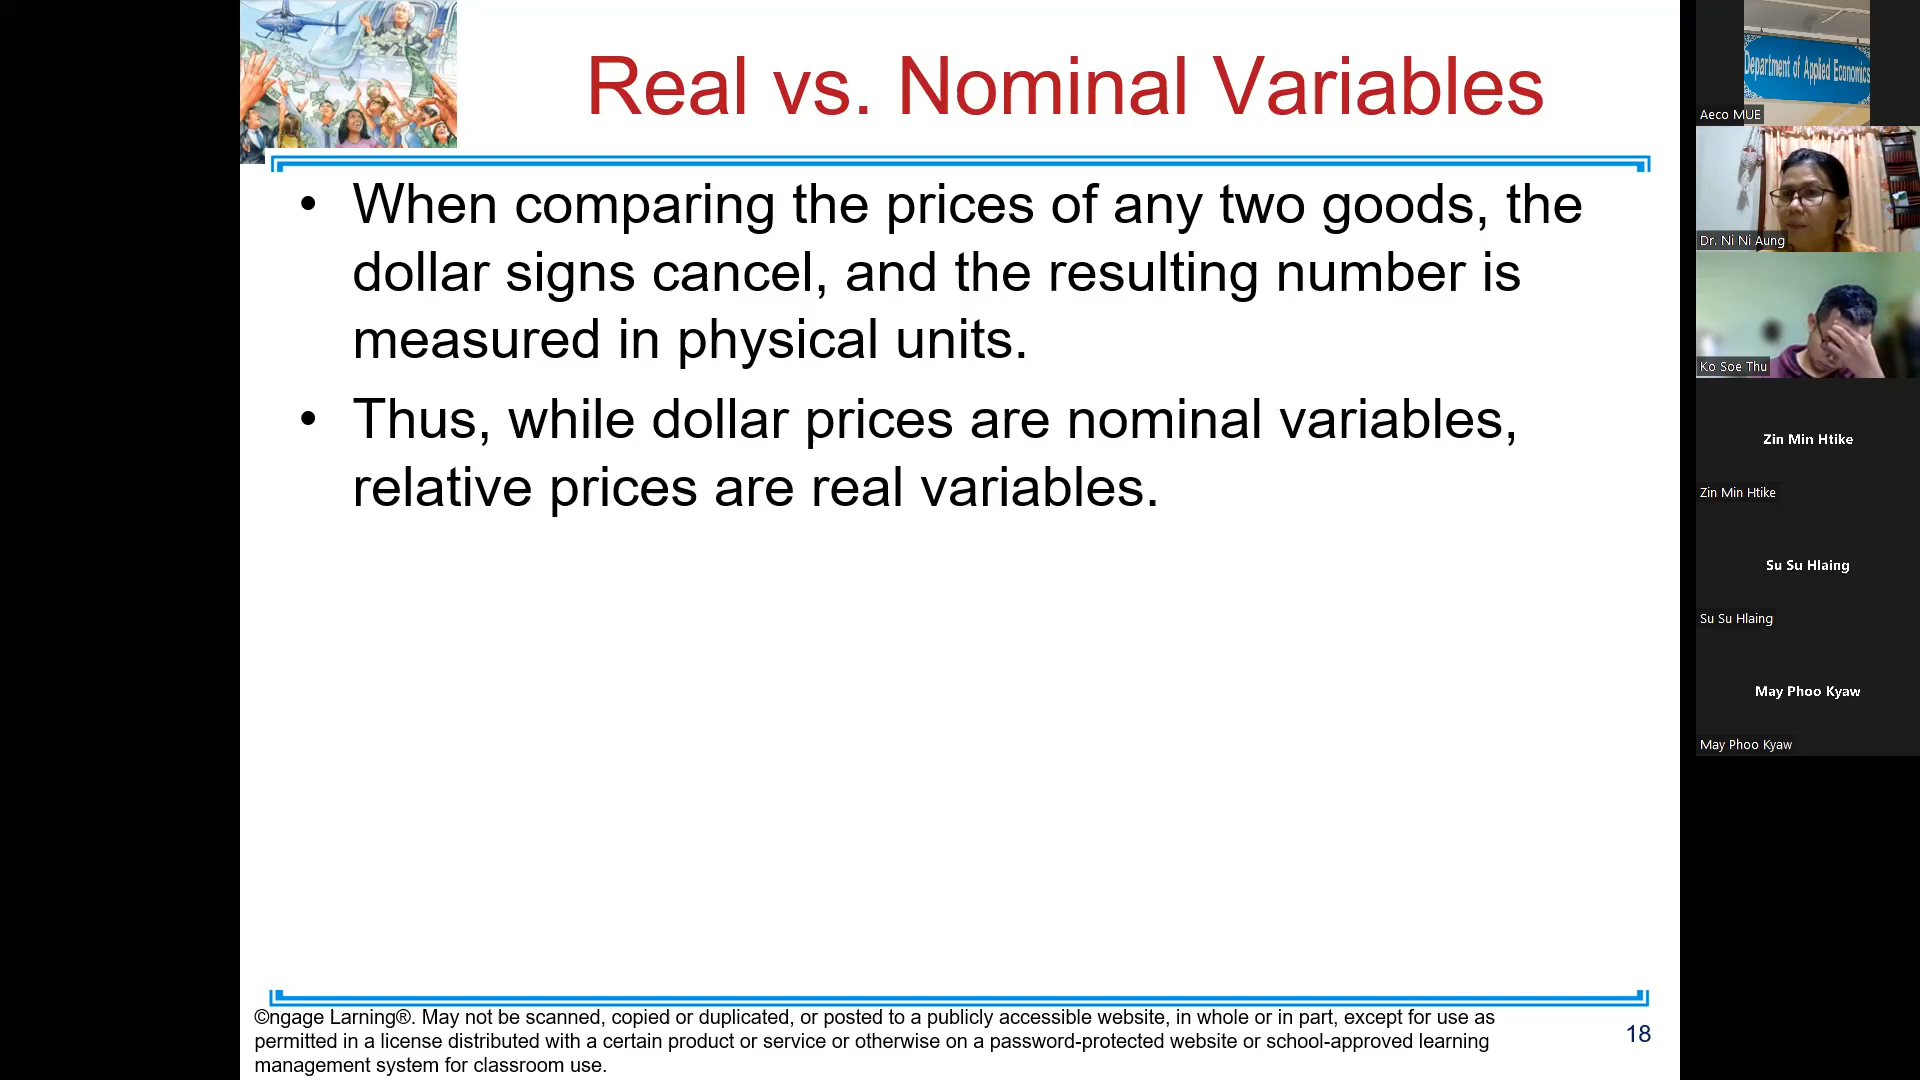 Real vs. Nominal Variables
• When comparing the prices of any two goods, the
dollar signs cancel, and the resulting number is
measured in physical units.
• Thus, while dollar prices are nominal variables,
relative prices are real variables.
©ngage Larning®. May not be scanned, copied or duplicated, or posted to a publicly accessible website, in whole or in part, except for use as
permitted in a license distributed with a certain product or service or otherwise on a password-protected website or school-approved learning
management system for classroom use.
18
Department of Applied Economics
Aeco MUE
Dr. Ni Ni Aung
Ko Soe Thu
Zin Min Htike
Zin Min Htike
Su Su Hlaing
Su Su Hlaing
May Phoo Kyaw
May Phoo Kyaw